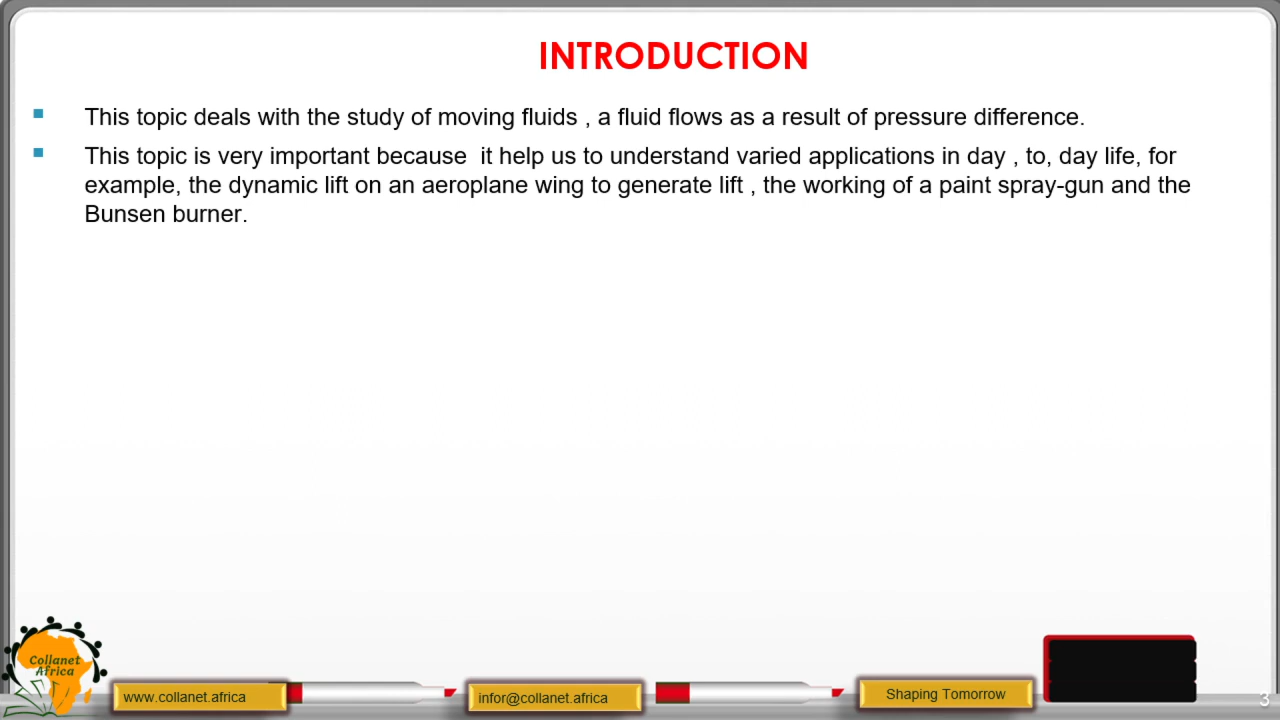 INTRODUCTION
This topic deals with the study of moving fluids , a fluid flows as a result of pressure difference.
This topic is very important because  it help us to understand varied applications in day , to, day life, for
example, the dynamic lift on an aeroplane wing to generate lift , the working of a paint spray-gun and the
Bunsen burner.
Collanet
Africa
www.collanet.africa
infor@collanet.africa
Shaping Tomorrow
3